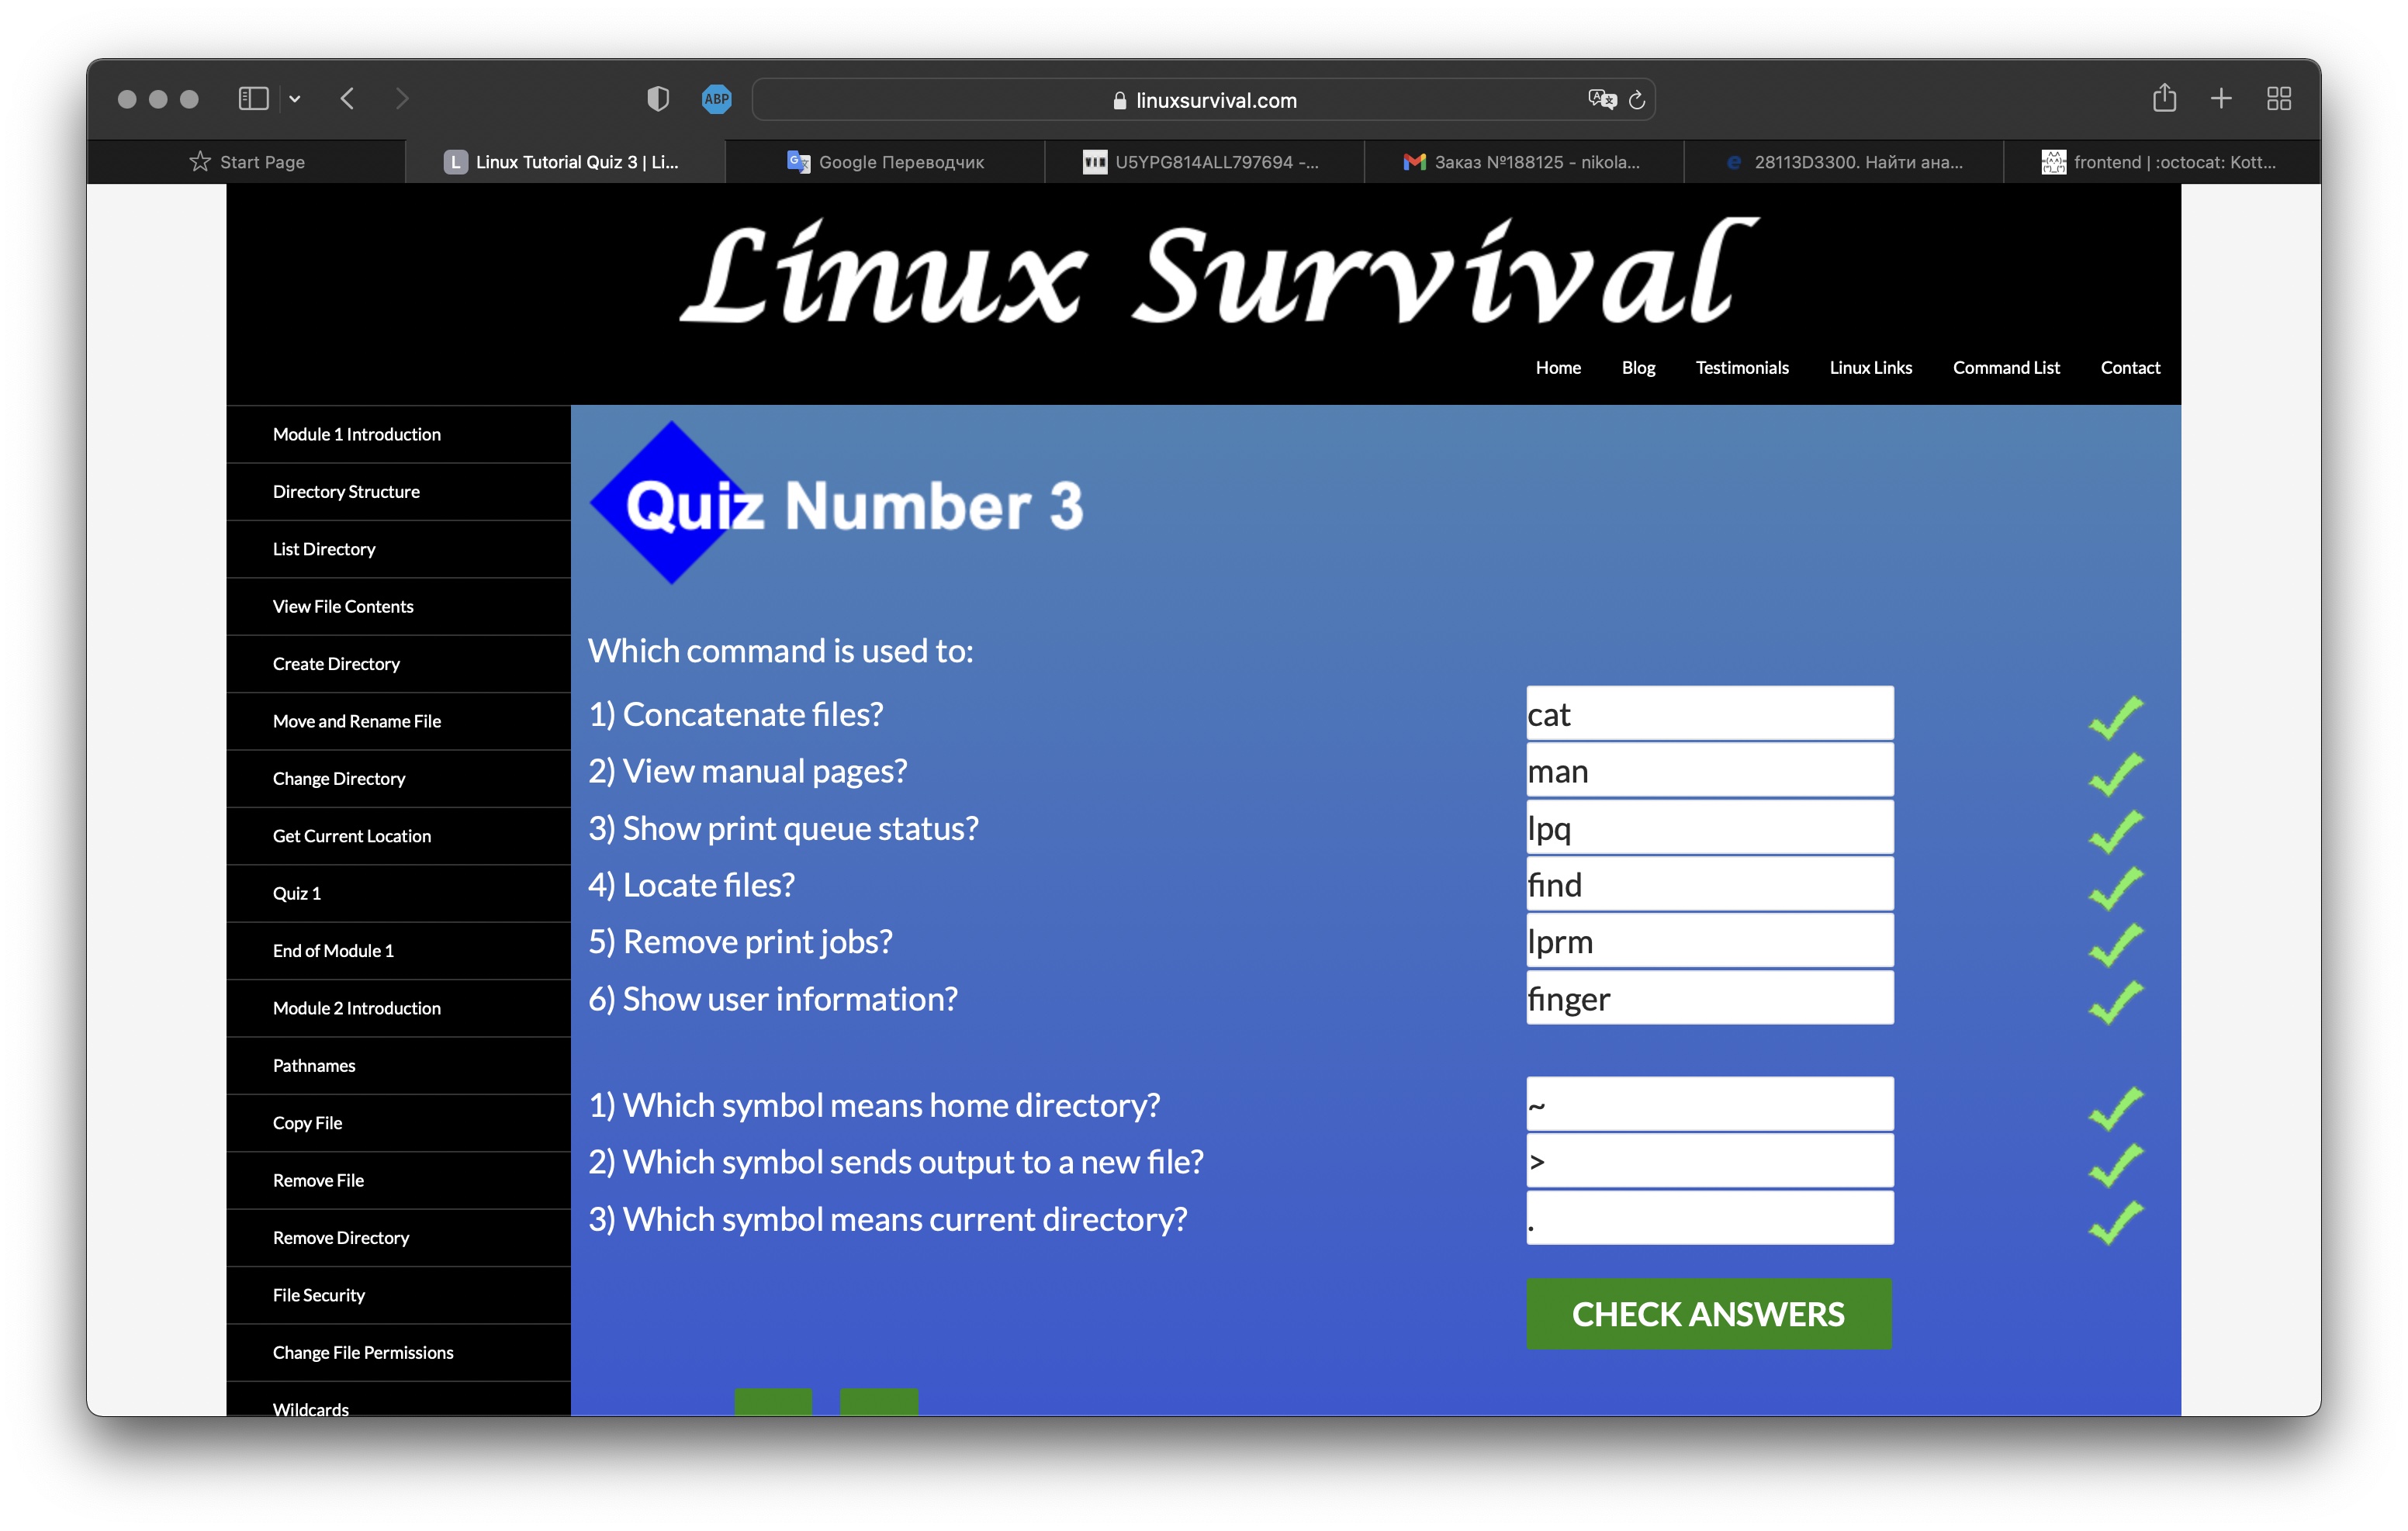 ABP
linuxsurvival.com
Start Page
L Linux Tutorial Quiz 3 | Li...
Google Переводчик
VIN U5YPG814ALL797694 -...
Заказ №188125 - nikola...
e 28113D3300. Найти ана...
frontend | :octocat: Kott...
Linux Survival
Home Blog Testimonials Linux Links Command List Contact
Module 1 Introduction
Directory Structure
List Directory
View File Contents
Create Directory
Move and Rename File
Change Directory
Get Current Location
Quiz 1
End of Module 1
Module 2 Introduction
Pathnames
Copy File
Remove File
Remove Directory
File Security
Change File Permissions
Wildcards
Quiz Number 3
Which command is used to:
1) Concatenate files? cat
2) View manual pages? man
3) Show print queue status? lpq
4) Locate files? find
5) Remove print jobs? lprm
6) Show user information? finger
1) Which symbol means home directory? ~
2) Which symbol sends output to a new file? >
3) Which symbol means current directory? .
CHECK ANSWERS